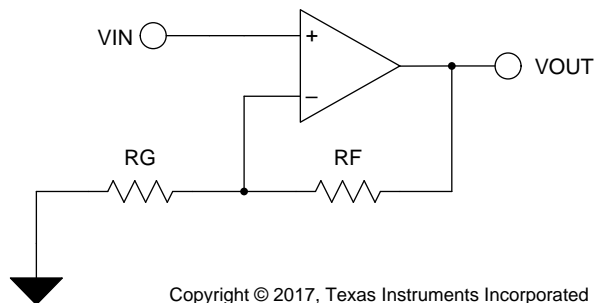 VIN
+
VOUT
–
RG
RF
Copyright © 2017, Texas Instruments Incorporated